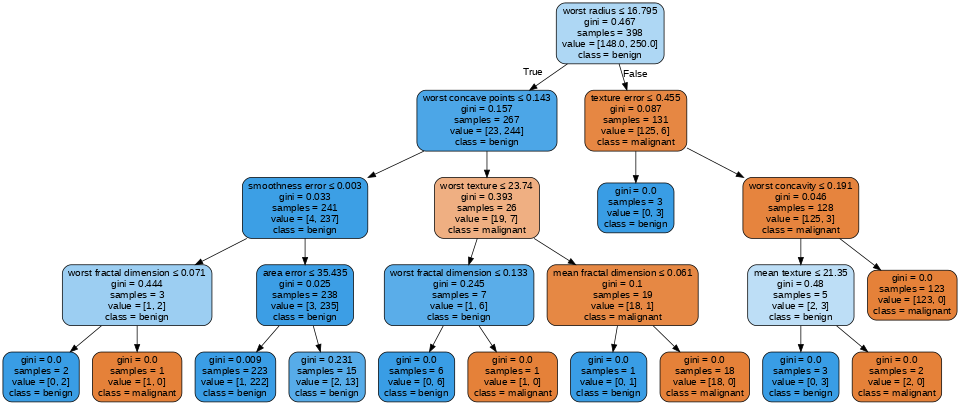 worst radius ≤ 16.795
gini = 0.467
samples = 398
value = [148.0, 250.0]
class = benign
True
False
worst concave points ≤ 0.143
gini = 0.157
samples = 267
value = [23, 244]
class = benign
texture error ≤ 0.455
gini = 0.087
samples = 131
value = [125, 6]
class = malignant
smoothness error ≤ 0.003
gini = 0.033
samples = 241
value = [4, 237]
class = benign
worst texture ≤ 23.74
gini = 0.393
samples = 26
value = [19, 7]
class = malignant
gini = 0.0
samples = 3
value = [0, 3]
class = benign
worst concavity ≤ 0.191
gini = 0.046
samples = 128
value = [125, 3]
class = malignant
worst fractal dimension ≤ 0.071
gini = 0.444
samples = 3
value = [1, 2]
class = benign
area error ≤ 35.435
gini = 0.025
samples = 238
value = [3, 235]
class = benign
worst fractal dimension ≤ 0.133
gini = 0.245
samples = 7
value = [1, 6]
class = benign
mean fractal dimension ≤ 0.061
gini = 0.1
samples = 19
value = [18, 1]
class = malignant
mean texture ≤ 21.35
gini = 0.48
samples = 5
value = [2, 3]
class = benign
gini = 0.0
samples = 123
value = [123, 0]
class = malignant
gini = 0.0
samples = 2
value = [0, 2]
class = benign
gini = 0.0
samples = 1
value = [1, 0]
class = malignant
gini = 0.009
samples = 223
value = [1, 222]
class = benign
gini = 0.231
samples = 15
value = [2, 13]
class = benign
gini = 0.0
samples = 6
value = [0, 6]
class = benign
gini = 0.0
samples = 1
value = [1, 0]
class = malignant
gini = 0.0
samples = 1
value = [0, 1]
class = benign
gini = 0.0
samples = 18
value = [18, 0]
class = malignant
gini = 0.0
samples = 3
value = [0, 3]
class = benign
gini = 0.0
samples = 2
value = [2, 0]
class = malignant